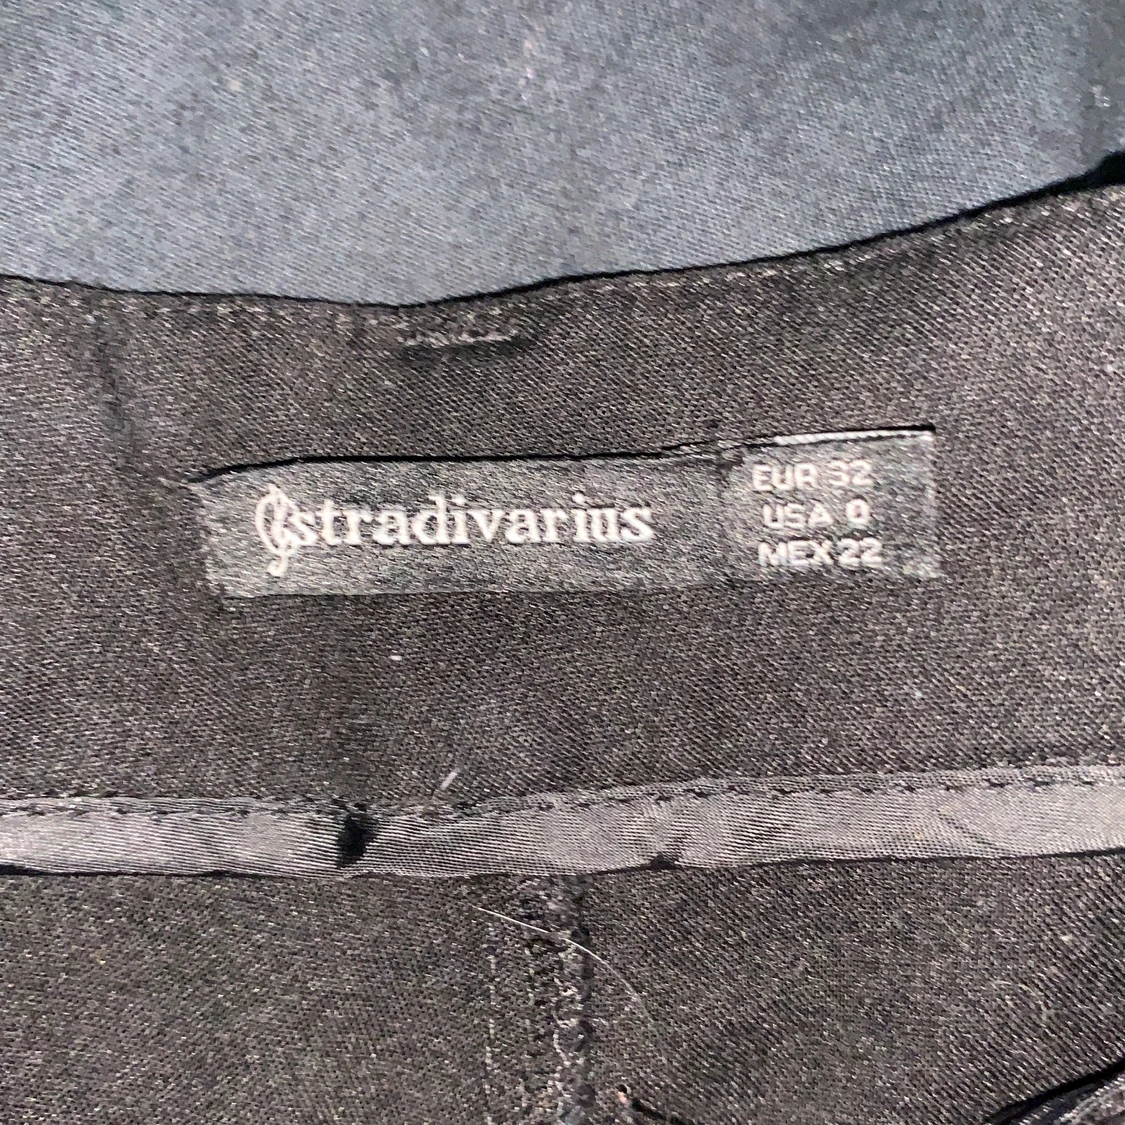 stradivarius
EUR 32
USA 0
MEX 22